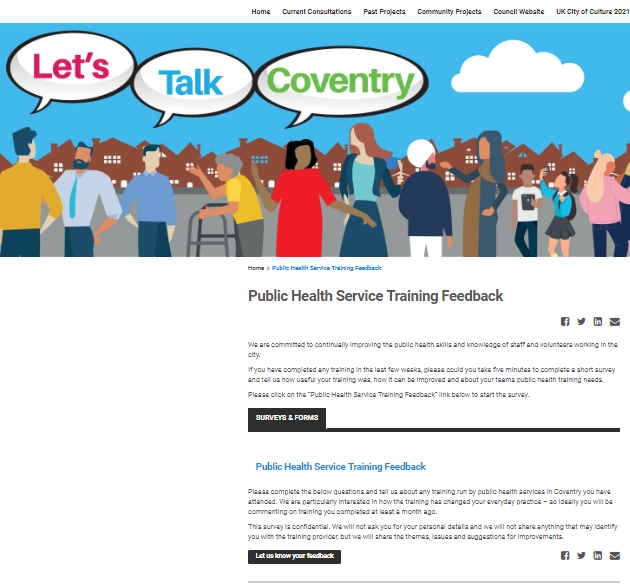 Home Current Consultations Past Projects Community Projects Council Website UK City of Culture 2021
Let's
Talk
Coventry
Home » Public Health Service Training Feedback
Public Health Service Training Feedback
We are committed to continually improving the public health skills and knowledge of staff and volunteers working in the
city.
If you have completed any training in the last few weeks, please could you take five minutes to complete a short survey
and tell us how useful your training was, how it can be improved and about your teams public health training needs.
Please click on the "Public Health Service Training Feedback" link below to start the survey.
SURVEYS & FORMS
Public Health Service Training Feedback
Please complete the below questions and tell us about any training run by public health services in Coventry you have
attended. We are particularly interested in how the training has changed your everyday practice – so ideally you will be
commenting on training you completed at least a month ago.
This survey is confidential. We will not ask you for your personal details and we will not share anything that may identify
you with the training provider, but we will share the themes, issues and suggestions for improvements.
Let us know your feedback